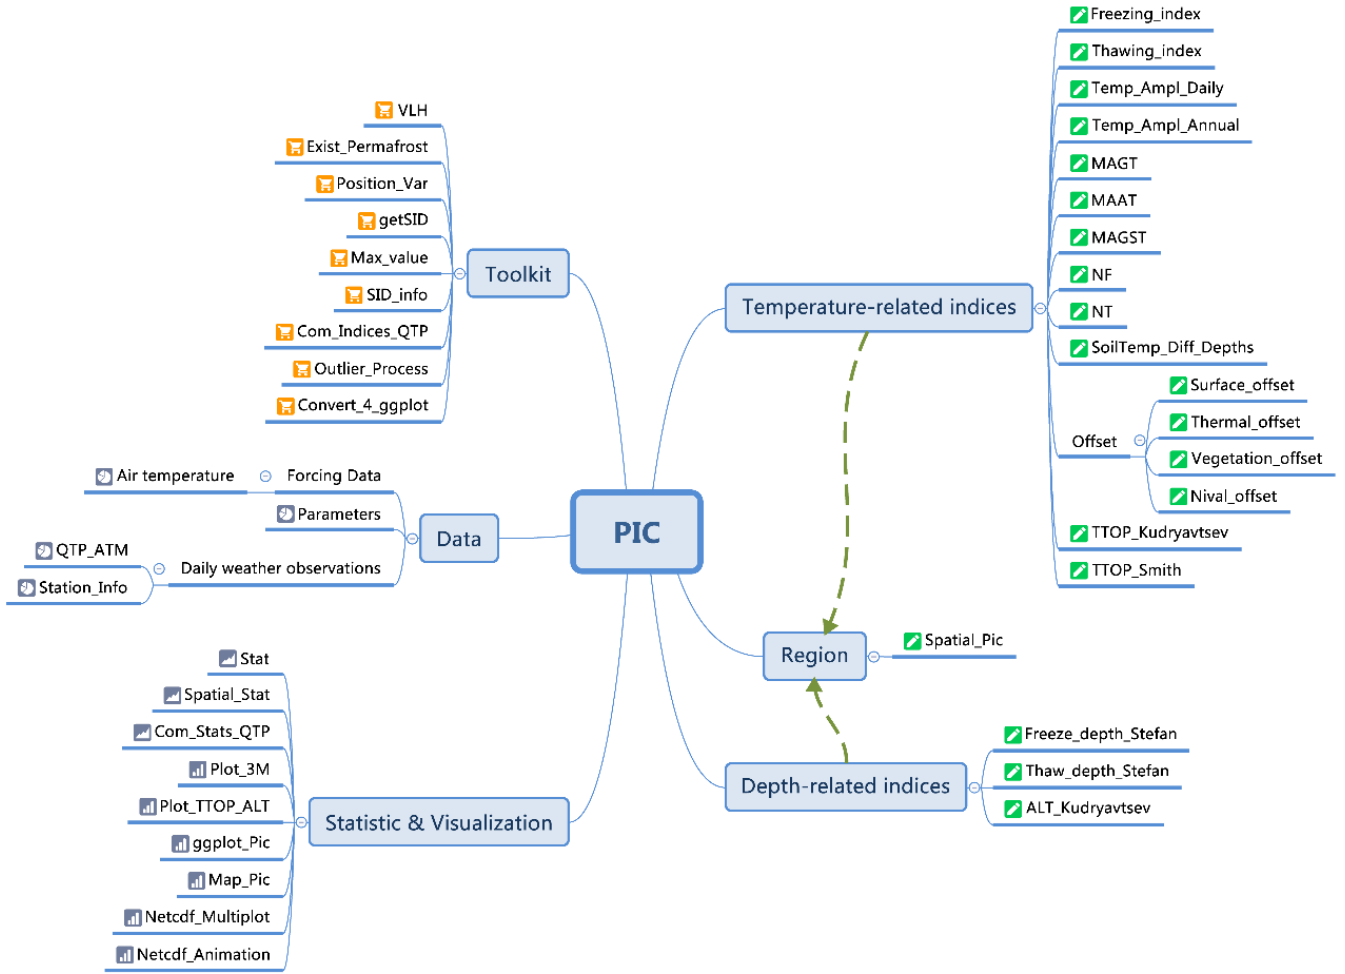 PIC
Toolkit
VLH
Exist_Permafrost
Position_Var
getSID
Max_value
SID_info
Com_Indices_QTP
Outlier_Process
Convert_4_ggplot
Data
Forcing Data
Air temperature
Parameters
Daily weather observations
QTP_ATM
Station_Info
Statistic & Visualization
Stat
Spatial_Stat
Com_Stats_QTP
Plot_3M
Plot_TTOP_ALT
ggplot_Pic
Map_Pic
Netcdf_Multiplot
Netcdf_Animation
Temperature-related indices
Freezing_index
Thawing_index
Temp_Ampl_Daily
Temp_Ampl_Annual
MAGT
MAAT
MAGST
NF
NT
SoilTemp_Diff_Depths
Offset
Surface_offset
Thermal_offset
Vegetation_offset
Nival_offset
TTOP_Kudryavtsev
TTOP_Smith
Region
Spatial_Pic
Depth-related indices
Freeze_depth_Stefan
Thaw_depth_Stefan
ALT_Kudryavtsev